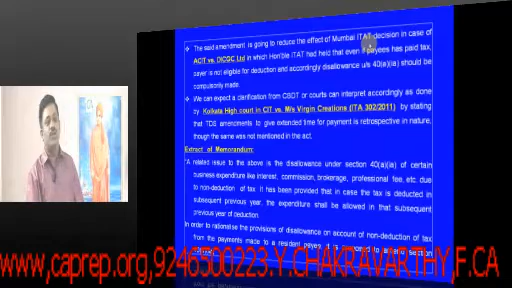 ❖ The said amendment is going to reduce the effect of Mumbai ITAT decision in case of
ACIT vs. DICGC Ltd in which Hon'ble ITAT had held that even if payees has paid tax,
payer is not eligible for deduction and accordingly disallowance u/s 40(a)(ia) should be
compulsorily made.
❖ We can expect a clarification from CBDT or courts can interpret accordingly as done
by Kolkata High court in CIT vs. M/s Virgin Creations (ITA 302/2011) by stating
that TDS amendments to give extended time for payment is retrospective in nature,
though the same was not mentioned in the act.
Extract of Memorandum:
"A related issue to the above is the disallowance under section 40(a)(ia) of certain
business expenditure like interest, commission, brokerage, professional fee, etc. due
to non-deduction of tax. It has been provided that in case the tax is deducted in
subsequent previous year, the expenditure shall be allowed in that subsequent
previous year of deduction.
In order to rationalise the provisions of disallowance on account of non-deduction of tax
from the payments made to a resident payee, it is proposed to amend section
www,caprep.org,9246500223.Y.CHAKRAVARTHY,F.CA